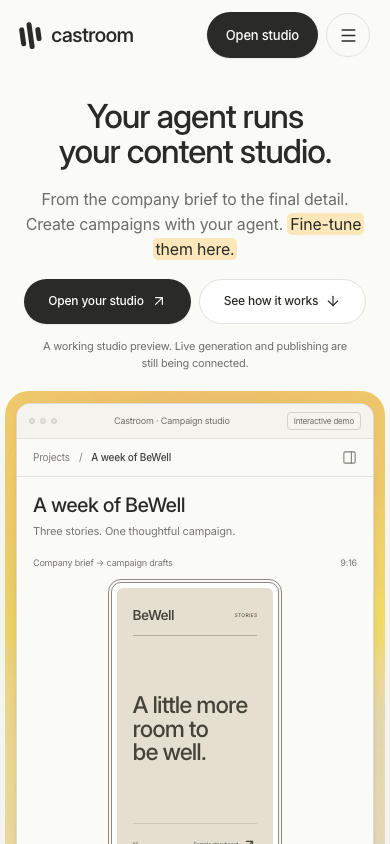 castroom
Open studio
Your agent runs
your content studio.
From the company brief to the final detail.
Create campaigns with your agent. Fine-tune
them here.
Open your studio
See how it works
A working studio preview. Live generation and publishing are
still being connected.
Castroom · Campaign studio
interactive demo
Projects / A week of BeWell
A week of BeWell
Three stories. One thoughtful campaign.
Company brief → campaign drafts
9:16
BeWell
STORIES
A little more
room to
be well.